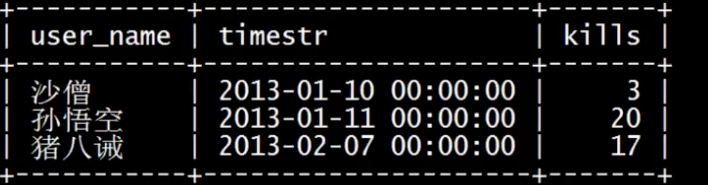 user_name | timestr | kills
沙僧 | 2013-01-10 00:00:00 | 3
孙悟空 | 2013-01-11 00:00:00 | 20
猪八诫 | 2013-02-07 00:00:00 | 17